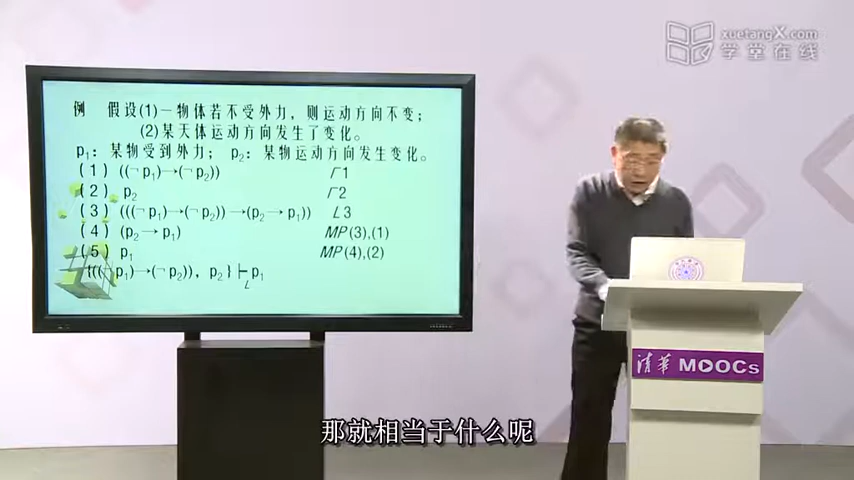 xuetangX.com
学堂在线
例 假设(1)一物体若不受外力，则运动方向不变；
(2)某天体运动方向发生了变化。
p₁：某物受到外力；p₂：某物运动方向发生变化。
(1) ((¬p₁)→(¬p₂)) Γ1
(2) p₂ Γ2
(3) (((¬p₁)→(¬p₂))→(p₂→p₁)) L3
(4) (p₂→p₁) MP(3),(1)
(5) p₁ MP(4),(2)
{((¬p₁)→(¬p₂)), p₂}⊢L p₁
清华 MOOCs
那就相当于什么呢